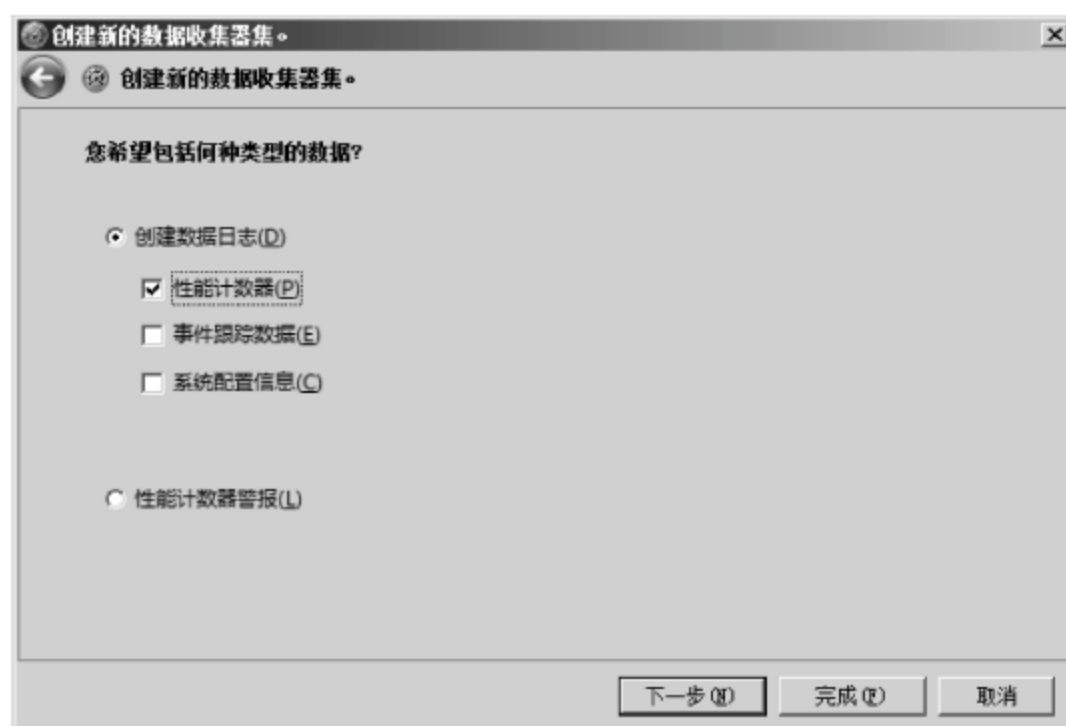 创建新的数据收集器集。
创建新的数据收集器集。
您希望包括何种类型的数据?
创建数据日志(D)
性能计数器(P)
事件跟踪数据(E)
系统配置信息(C)
性能计数器警报(L)
下一步(N) 完成(F) 取消